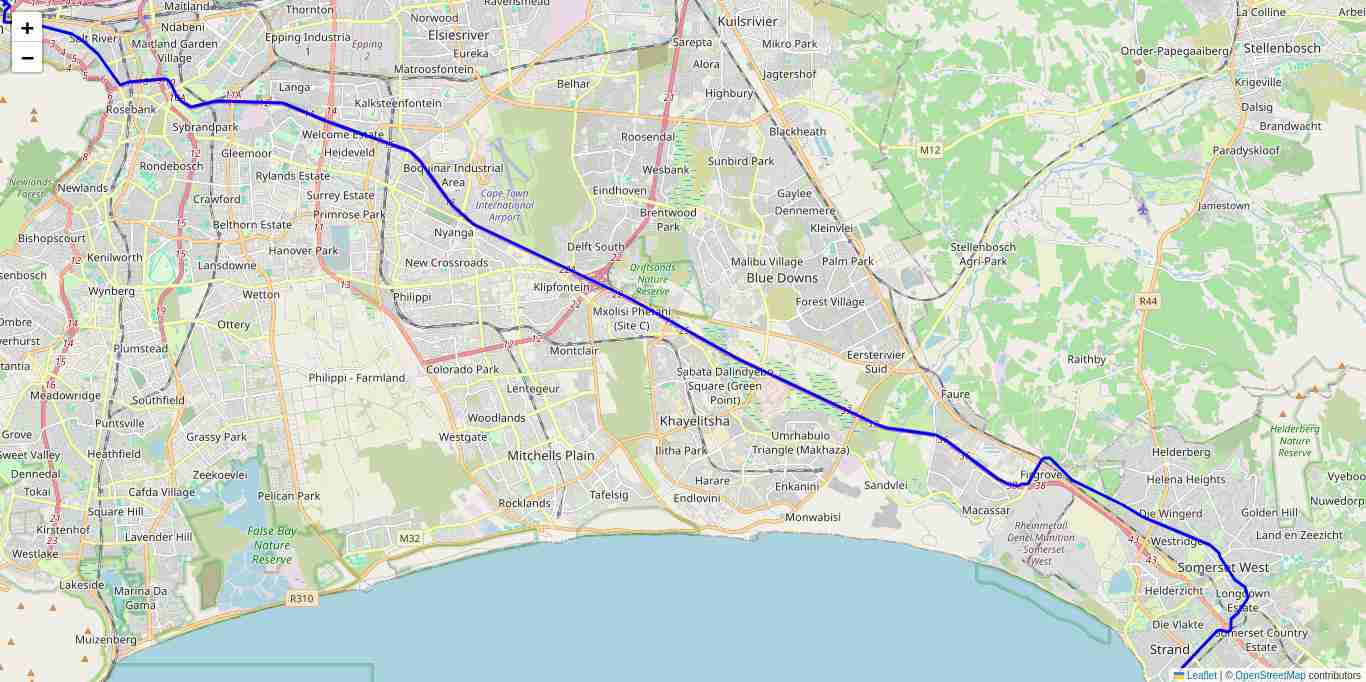 Maitland
Thornton
Norwood
Ravensmead
Kuilsrivier
La Colline
+
−
Salt River
Ndabeni
Maitland Garden
Village
Epping Industria
1
Epping
2
Elsiesriver
Eureka
Matroosfontein
Sarepta
Alora
Mikro Park
Onder-Papegaaiberg
Stellenbosch
Langa
Kalksteenfontein
Belhar
Jagtershof
Highbury
Krigeville
Dalsig
Brandwacht
Rosebank
Sybrandpark
Welcome Estate
Heideveld
Roosendal
Blackheath
M12
Paradyskloof
Rondebosch
Gleemoor
Rylands Estate
Boquinar Industrial
Area
Wesbank
Sunbird Park
Newlands
Forest
Newlands
Crawford
Surrey Estate
Primrose Park
Cape Town
International
Airport
Eindhoven
Gaylee
Dennemere
Jamestown
Bishopscourt
Belthorn Estate
Nyanga
Brentwood
Park
Kleinvlei
Kenilworth
Lansdowne
Hanover Park
New Crossroads
Delft South
Driftsands
Nature
Reserve
Malibu Village
Blue Downs
Palm Park
Stellenbosch
Agri-Park
Wynberg
Wetton
Philippi
Klipfontein
Forest Village
R44
Ottery
Mxolisi Phetani
(Site C)
Plumstead
Montclair
Eersterivier
Suid
Raithby
Meadowridge
Southfield
Philippi - Farmland
Colorado Park
Lentegeur
Sabata Dalindyebo
Square (Green
Point)
Faure
Puntsville
Grassy Park
Woodlands
Westgate
Khayelitsha
Umrhabulo
Triangle (Makhaza)
Helderberg
Nature
Reserve
Grove
Sweet Valley
Heathfield
Mitchells Plain
Ilitha Park
Helderberg
Dennedal
Tokai
Zeekoevlei
Cafda Village
Pelican Park
Rocklands
Tafelsig
Harare
Endlovini
Enkanini
Sandvlei
Firgrove
Helena Heights
Square Hill
Kirstenhof
Lavender Hill
False Bay
Nature
Reserve
M32
Monwabisi
Macassar
Rheinmetall
Denel Munition
- Somerset
West
Die Wingerd
Westridge
Golden Hill
Land en Zeezicht
Westlake
Lakeside
Marina Da
Gama
R310
Somerset West
Helderzicht
Longdown
Estate
Muizenberg
Die Vlakte
Strand
Somerset Country
Estate
Leaflet | © OpenStreetMap contributors